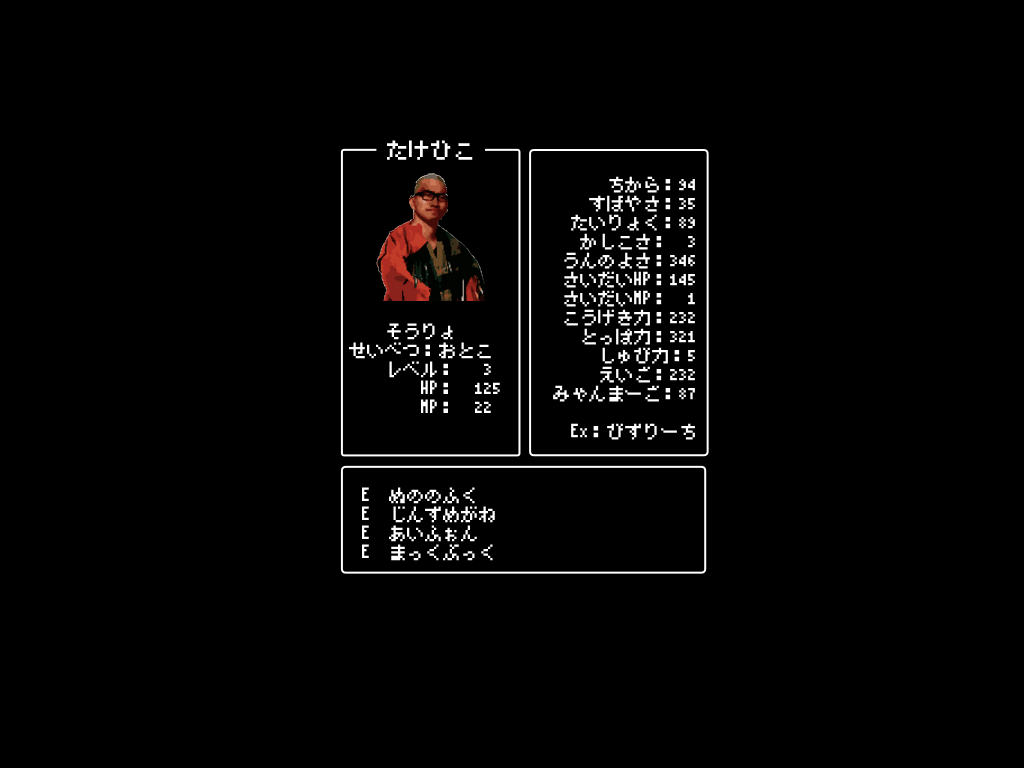 たけひこ
そうりょ
せいべつ：おとこ
レベル： 3
HP： 125
MP： 22
ちから：94
すばやさ：35
たいりょく：89
かしこさ： 3
うんのよさ：346
さいだいHP：145
さいだいMP： 1
こうげき力：232
とっぱ力：321
しゅび力：5
えいご：232
みゃんまーご：87
Ex：びずりーち
E ぬののふく
E じんずめがね
E あいふぉん
E まっくぶっく